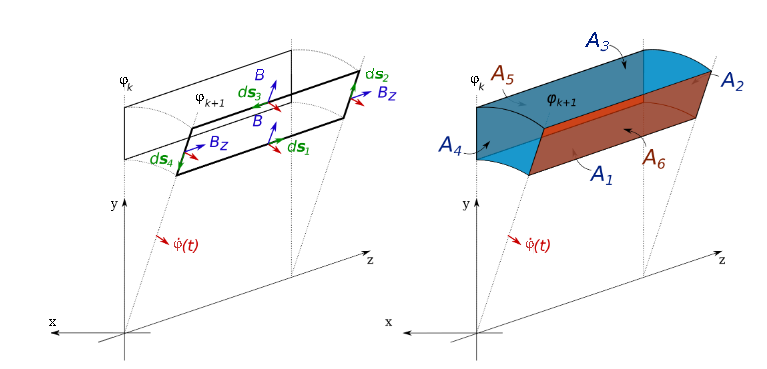 φk
B
ds2
φk+1
ds3
Bz
B
ds1
Bz
ds4
y
φ̇(t)
z
x
A3
φk
A5
A2
φk+1
A4
A6
A1
y
φ̇(t)
z
x